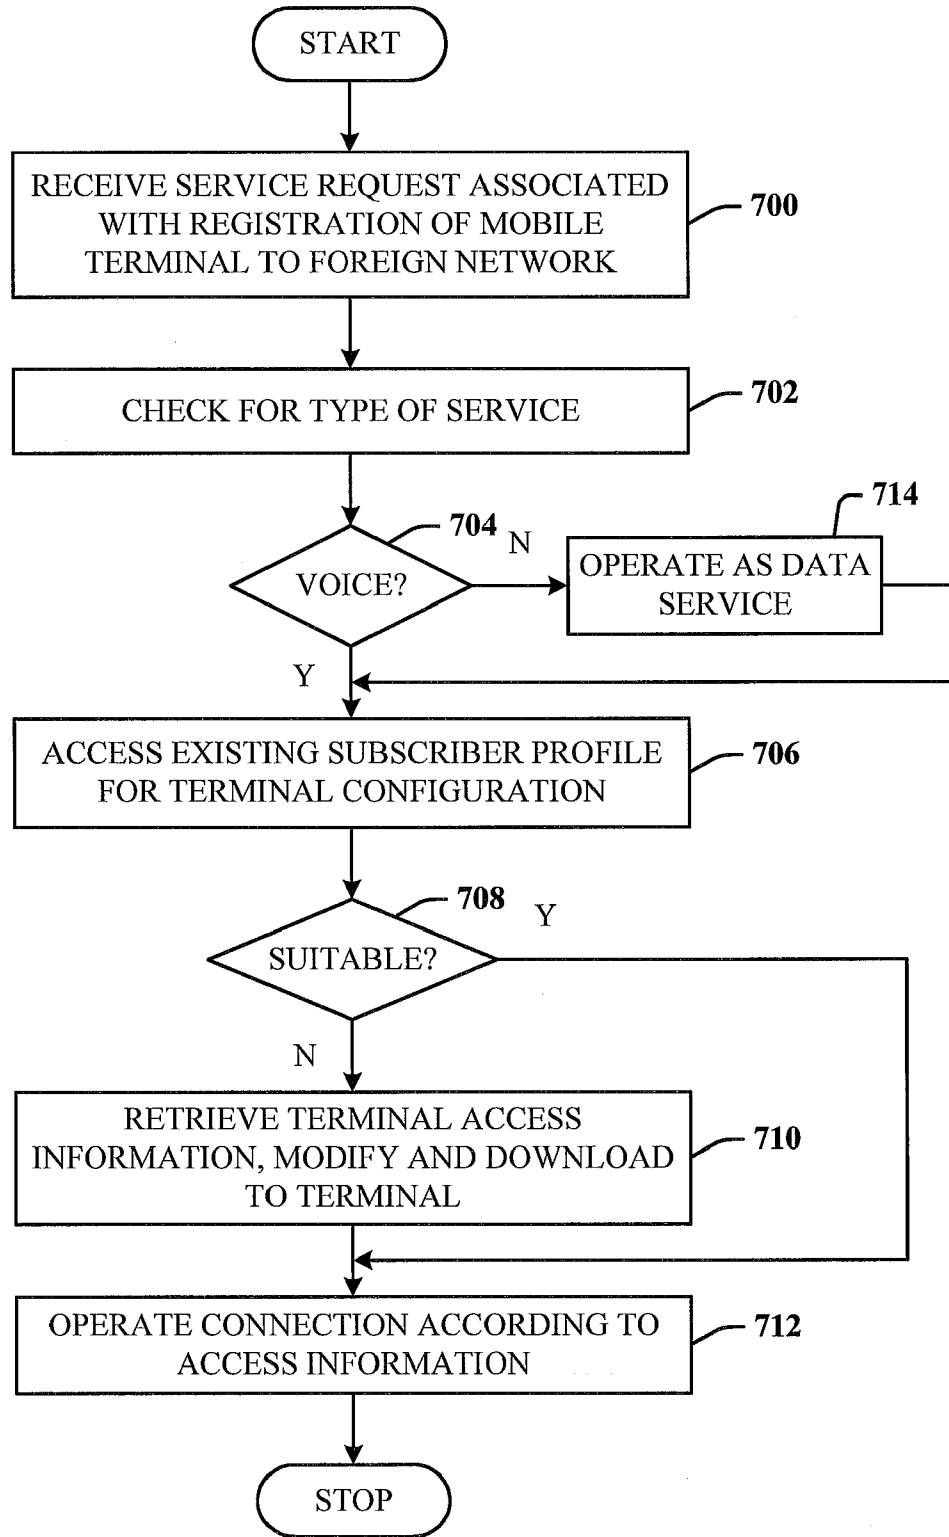 START
RECEIVE SERVICE REQUEST ASSOCIATED
WITH REGISTRATION OF MOBILE
TERMINAL TO FOREIGN NETWORK
700
CHECK FOR TYPE OF SERVICE
702
704
VOICE?
N
714
OPERATE AS DATA
SERVICE
Y
ACCESS EXISTING SUBSCRIBER PROFILE
FOR TERMINAL CONFIGURATION
706
708
SUITABLE?
Y
N
RETRIEVE TERMINAL ACCESS
INFORMATION, MODIFY AND DOWNLOAD
TO TERMINAL
710
OPERATE CONNECTION ACCORDING TO
ACCESS INFORMATION
712
STOP